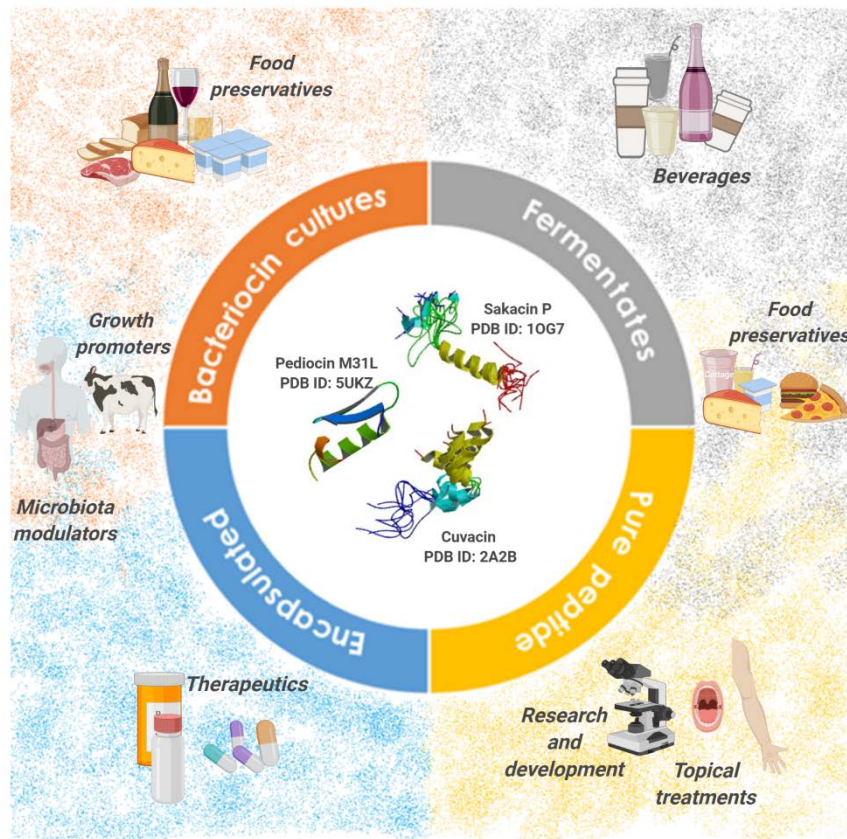 Food
preservatives
Beverages
Bacteriocin cultures
Fermentates
Growth
promoters
Food
preservatives
Cottage
Sakacin P
PDB ID: 1OG7
Pediocin M31L
PDB ID: 5UKZ
Microbiota
modulators
Cuvacin
PDB ID: 2A2B
Encapsulated
Pure peptide
Therapeutics
Research
and
development
Topical
treatments